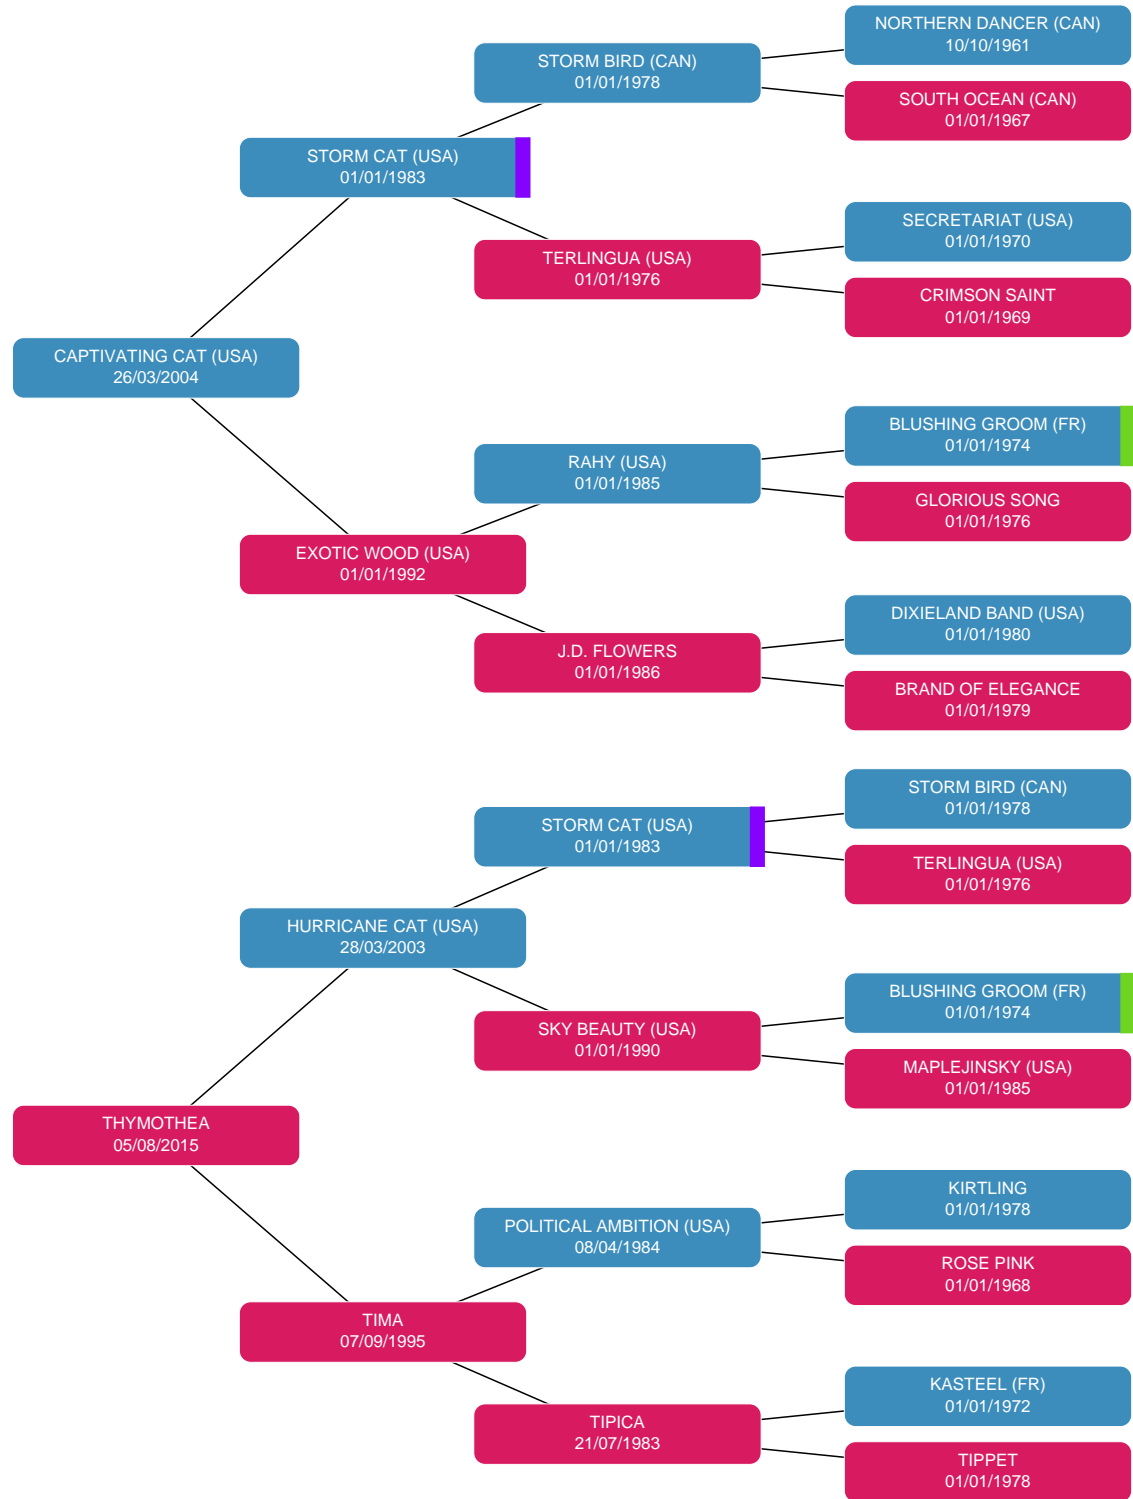 NORTHERN DANCER (CAN)
10/10/1961
STORM BIRD (CAN)
01/01/1978
SOUTH OCEAN (CAN)
01/01/1967
STORM CAT (USA)
01/01/1983
SECRETARIAT (USA)
01/01/1970
TERLINGUA (USA)
01/01/1976
CRIMSON SAINT
01/01/1969
CAPTIVATING CAT (USA)
26/03/2004
BLUSHING GROOM (FR)
01/01/1974
RAHY (USA)
01/01/1985
GLORIOUS SONG
01/01/1976
EXOTIC WOOD (USA)
01/01/1992
DIXIELAND BAND (USA)
01/01/1980
J.D. FLOWERS
01/01/1986
BRAND OF ELEGANCE
01/01/1979
STORM BIRD (CAN)
01/01/1978
STORM CAT (USA)
01/01/1983
TERLINGUA (USA)
01/01/1976
HURRICANE CAT (USA)
28/03/2003
BLUSHING GROOM (FR)
01/01/1974
SKY BEAUTY (USA)
01/01/1990
MAPLEJINSKY (USA)
01/01/1985
THYMOTHEA
05/08/2015
KIRTLING
01/01/1978
POLITICAL AMBITION (USA)
08/04/1984
ROSE PINK
01/01/1968
TIMA
07/09/1995
KASTEEL (FR)
01/01/1972
TIPICA
21/07/1983
TIPPET
01/01/1978